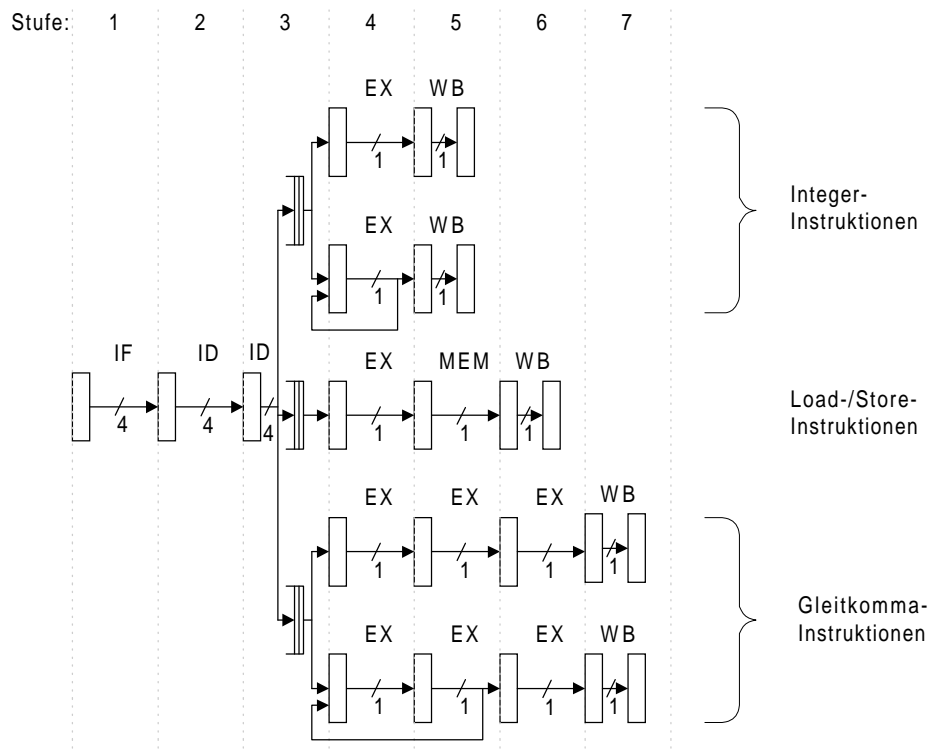 Stufe: 1 2 3 4 5 6 7
EX WB
1 1
Integer-
Instruktionen
EX WB
1 1
IF ID ID EX MEM WB
4 4 4 1 1 1
Load-/Store-
Instruktionen
EX EX EX WB
1 1 1 1
Gleitkomma-
Instruktionen
EX EX EX WB
1 1 1 1